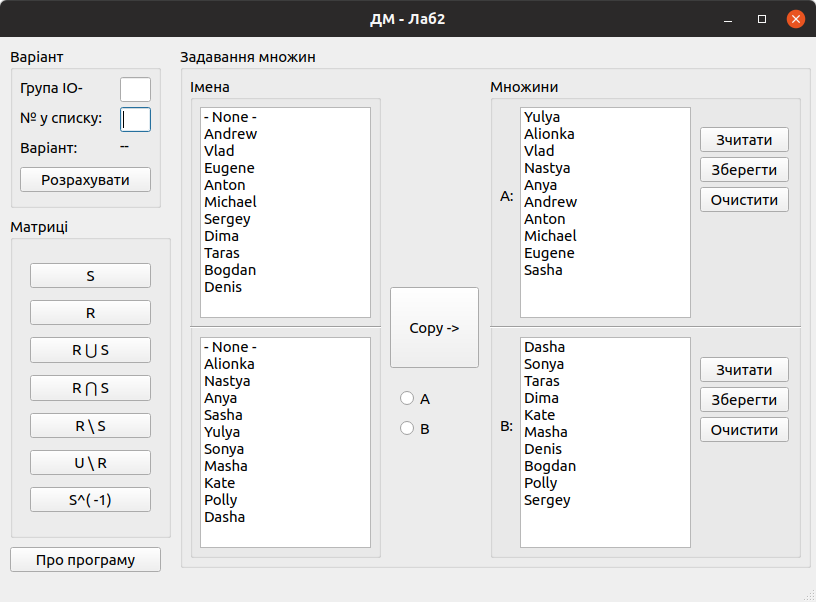 ДМ - Лаб2
Варіант
Група ІО-
№ у списку:
Варіант: --
Розрахувати
Матриці
S
R
R ⋃ S
R ⋂ S
R \ S
U \ R
S^( -1)
Про програму
Задавання множин
Імена
- None -
Andrew
Vlad
Eugene
Anton
Michael
Sergey
Dima
Taras
Bogdan
Denis
- None -
Alionka
Nastya
Anya
Sasha
Yulya
Sonya
Masha
Kate
Polly
Dasha
Copy ->
A
B
Множини
A:
Yulya
Alionka
Vlad
Nastya
Anya
Andrew
Anton
Michael
Eugene
Sasha
Зчитати
Зберегти
Очистити
B:
Dasha
Sonya
Taras
Dima
Kate
Masha
Denis
Bogdan
Polly
Sergey
Зчитати
Зберегти
Очистити